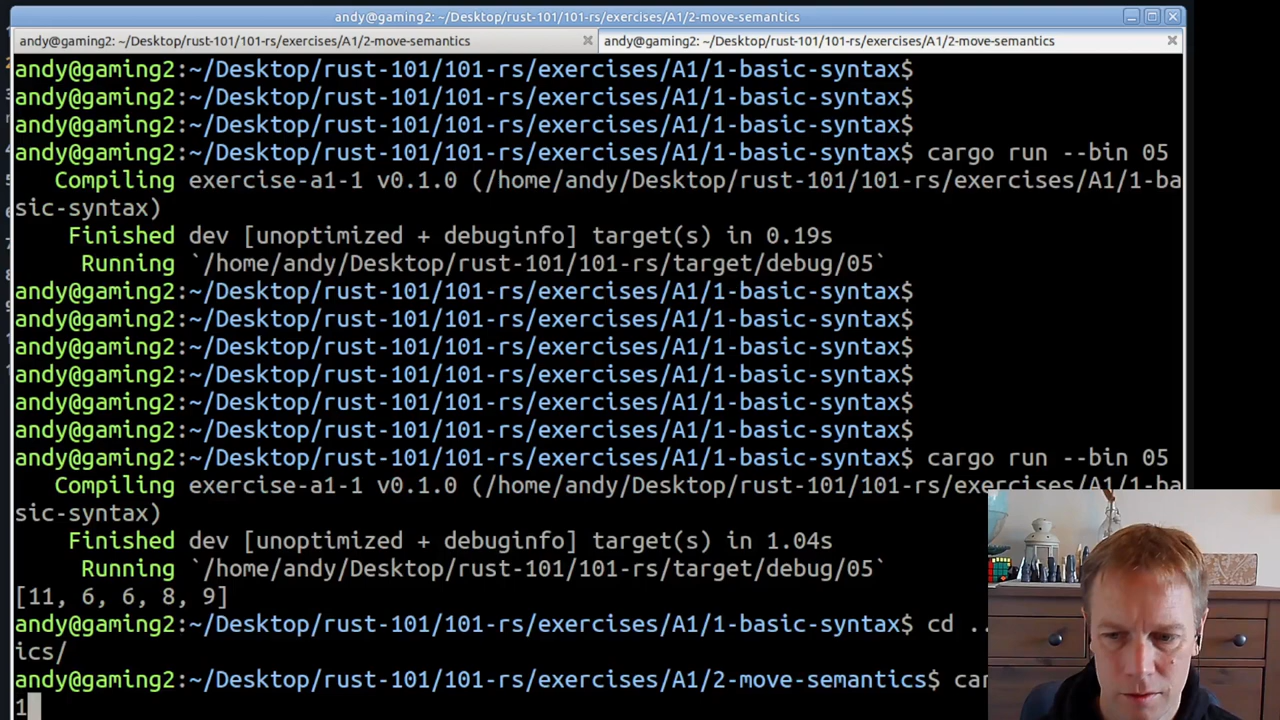 andy@gaming2: ~/Desktop/rust-101/101-rs/exercises/A1/2-move-semantics
andy@gaming2: ~/Desktop/rust-101/101-rs/exercises/A1/2-move-semantics
andy@gaming2: ~/Desktop/rust-101/101-rs/exercises/A1/2-move-semantics
andy@gaming2:~/Desktop/rust-101/101-rs/exercises/A1/1-basic-syntax$
andy@gaming2:~/Desktop/rust-101/101-rs/exercises/A1/1-basic-syntax$
andy@gaming2:~/Desktop/rust-101/101-rs/exercises/A1/1-basic-syntax$
andy@gaming2:~/Desktop/rust-101/101-rs/exercises/A1/1-basic-syntax$ cargo run --bin 05
Compiling exercise-a1-1 v0.1.0 (/home/andy/Desktop/rust-101/101-rs/exercises/A1/1-ba
sic-syntax)
Finished dev [unoptimized + debuginfo] target(s) in 0.19s
Running `/home/andy/Desktop/rust-101/101-rs/target/debug/05`
andy@gaming2:~/Desktop/rust-101/101-rs/exercises/A1/1-basic-syntax$
andy@gaming2:~/Desktop/rust-101/101-rs/exercises/A1/1-basic-syntax$
andy@gaming2:~/Desktop/rust-101/101-rs/exercises/A1/1-basic-syntax$
andy@gaming2:~/Desktop/rust-101/101-rs/exercises/A1/1-basic-syntax$
andy@gaming2:~/Desktop/rust-101/101-rs/exercises/A1/1-basic-syntax$
andy@gaming2:~/Desktop/rust-101/101-rs/exercises/A1/1-basic-syntax$
andy@gaming2:~/Desktop/rust-101/101-rs/exercises/A1/1-basic-syntax$ cargo run --bin 05
Compiling exercise-a1-1 v0.1.0 (/home/andy/Desktop/rust-101/101-rs/exercises/A1/1-ba
sic-syntax)
Finished dev [unoptimized + debuginfo] target(s) in 1.04s
Running `/home/andy/Desktop/rust-101/101-rs/target/debug/05`
[11, 6, 6, 8, 9]
andy@gaming2:~/Desktop/rust-101/101-rs/exercises/A1/1-basic-syntax$ cd ..
ics/
andy@gaming2:~/Desktop/rust-101/101-rs/exercises/A1/2-move-semantics$ car
1